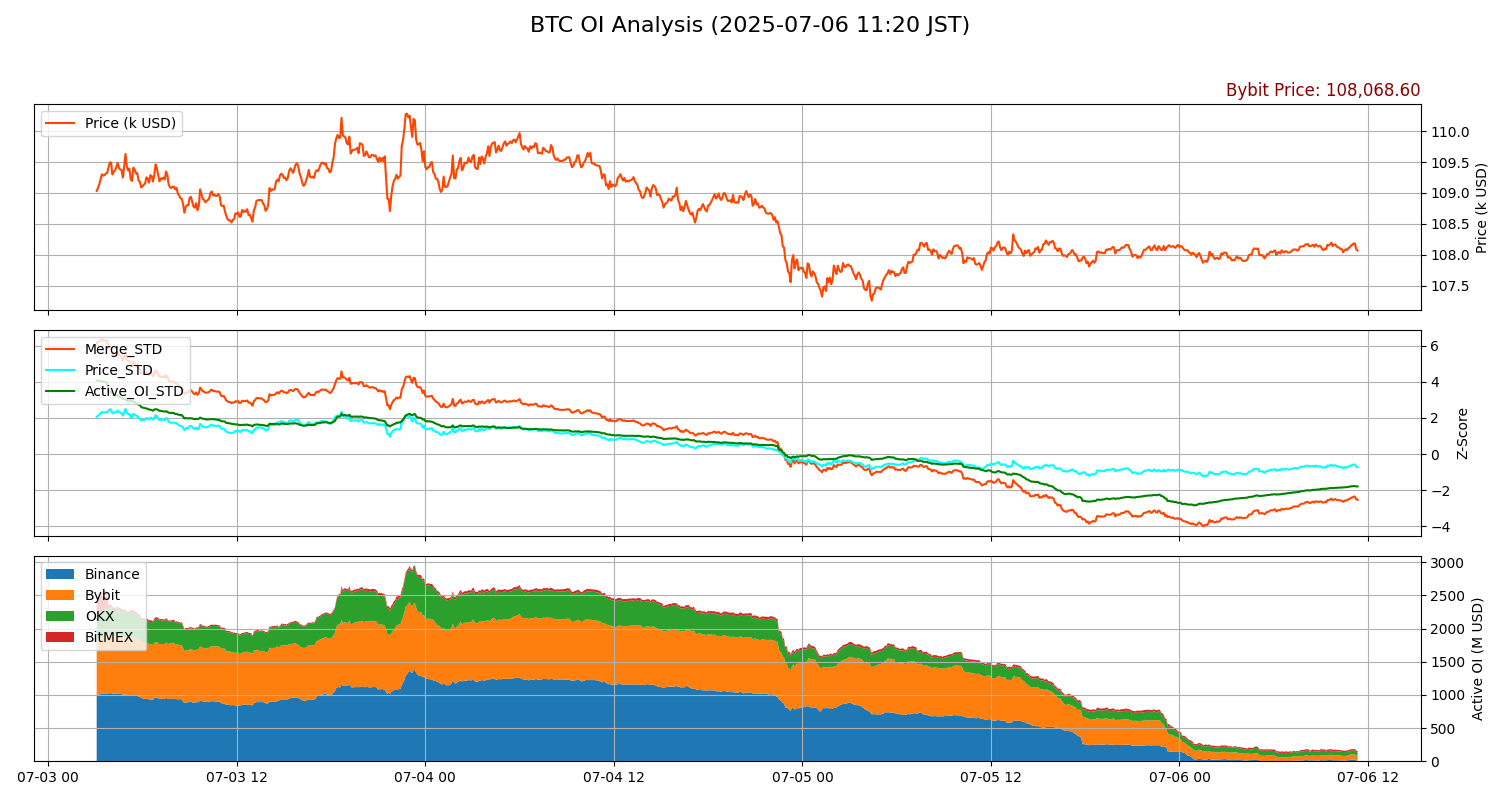 BTC OI Analysis (2025-07-06 11:20 JST)
Bybit Price: 108,068.60
Price (k USD)
110.0
109.5
109.0
108.5
108.0
107.5
Price (k USD)
Merge_STD
Price_STD
Active_OI_STD
6
4
2
0
−2
−4
Z-Score
Binance
Bybit
OKX
BitMEX
3000
2500
2000
1500
1000
500
0
Active OI (M USD)
07-03 00
07-03 12
07-04 00
07-04 12
07-05 00
07-05 12
07-06 00
07-06 12